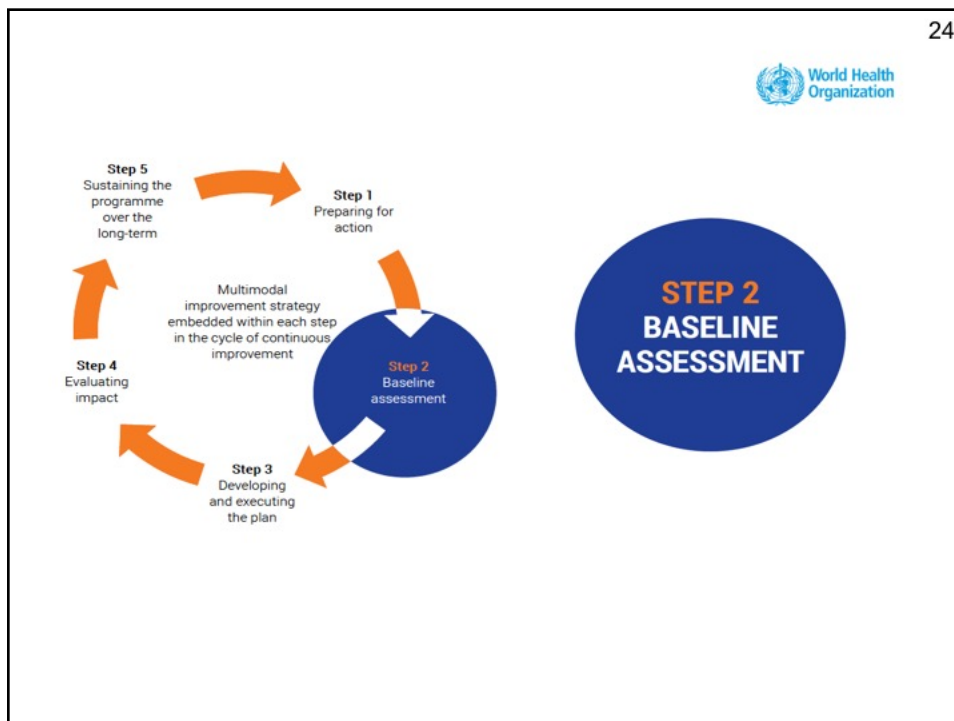 24
World Health
Organization
Step 5
Sustaining the
programme
over the
long-term
Step 1
Preparing for
action
Multimodal
improvement strategy
embedded within each step
in the cycle of continuous
improvement
Step 2
Baseline
assessment
Step 4
Evaluating
impact
Step 3
Developing
and executing
the plan
STEP 2
BASELINE
ASSESSMENT